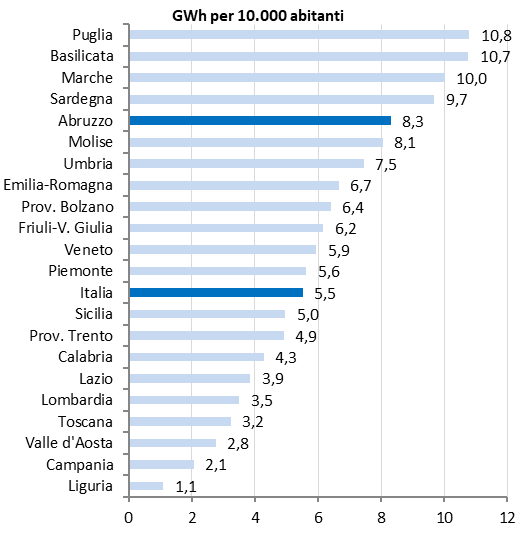 GWh per 10.000 abitanti
Puglia 10,8
Basilicata 10,7
Marche 10,0
Sardegna 9,7
Abruzzo 8,3
Molise 8,1
Umbria 7,5
Emilia-Romagna 6,7
Prov. Bolzano 6,4
Friuli-V. Giulia 6,2
Veneto 5,9
Piemonte 5,6
Italia 5,5
Sicilia 5,0
Prov. Trento 4,9
Calabria 4,3
Lazio 3,9
Lombardia 3,5
Toscana 3,2
Valle d'Aosta 2,8
Campania 2,1
Liguria 1,1
0 2 4 6 8 10 12